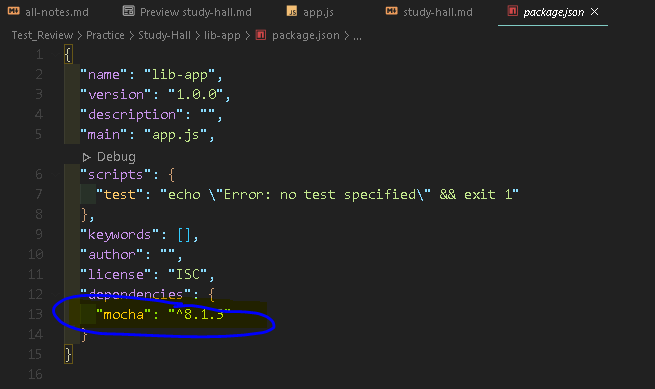 all-notes.md Preview study-hall.md app.js study-hall.md package.json
Test_Review > Practice > Study-Hall > lib-app > package.json > ...
1 {
2 "name": "lib-app",
3 "version": "1.0.0",
4 "description": "",
5 "main": "app.js",
Debug
6 "scripts": {
7 "test": "echo \"Error: no test specified\" && exit 1"
8 },
9 "keywords": [],
10 "author": "",
11 "license": "ISC",
12 "dependencies": {
13 "mocha": "^8.1.3"
14 }
15 }
16